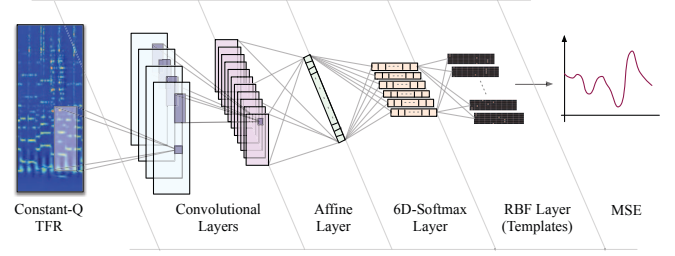 Constant-Q
TFR
Convolutional
Layers
Affine
Layer
6D-Softmax
Layer
RBF Layer
(Templates)
MSE